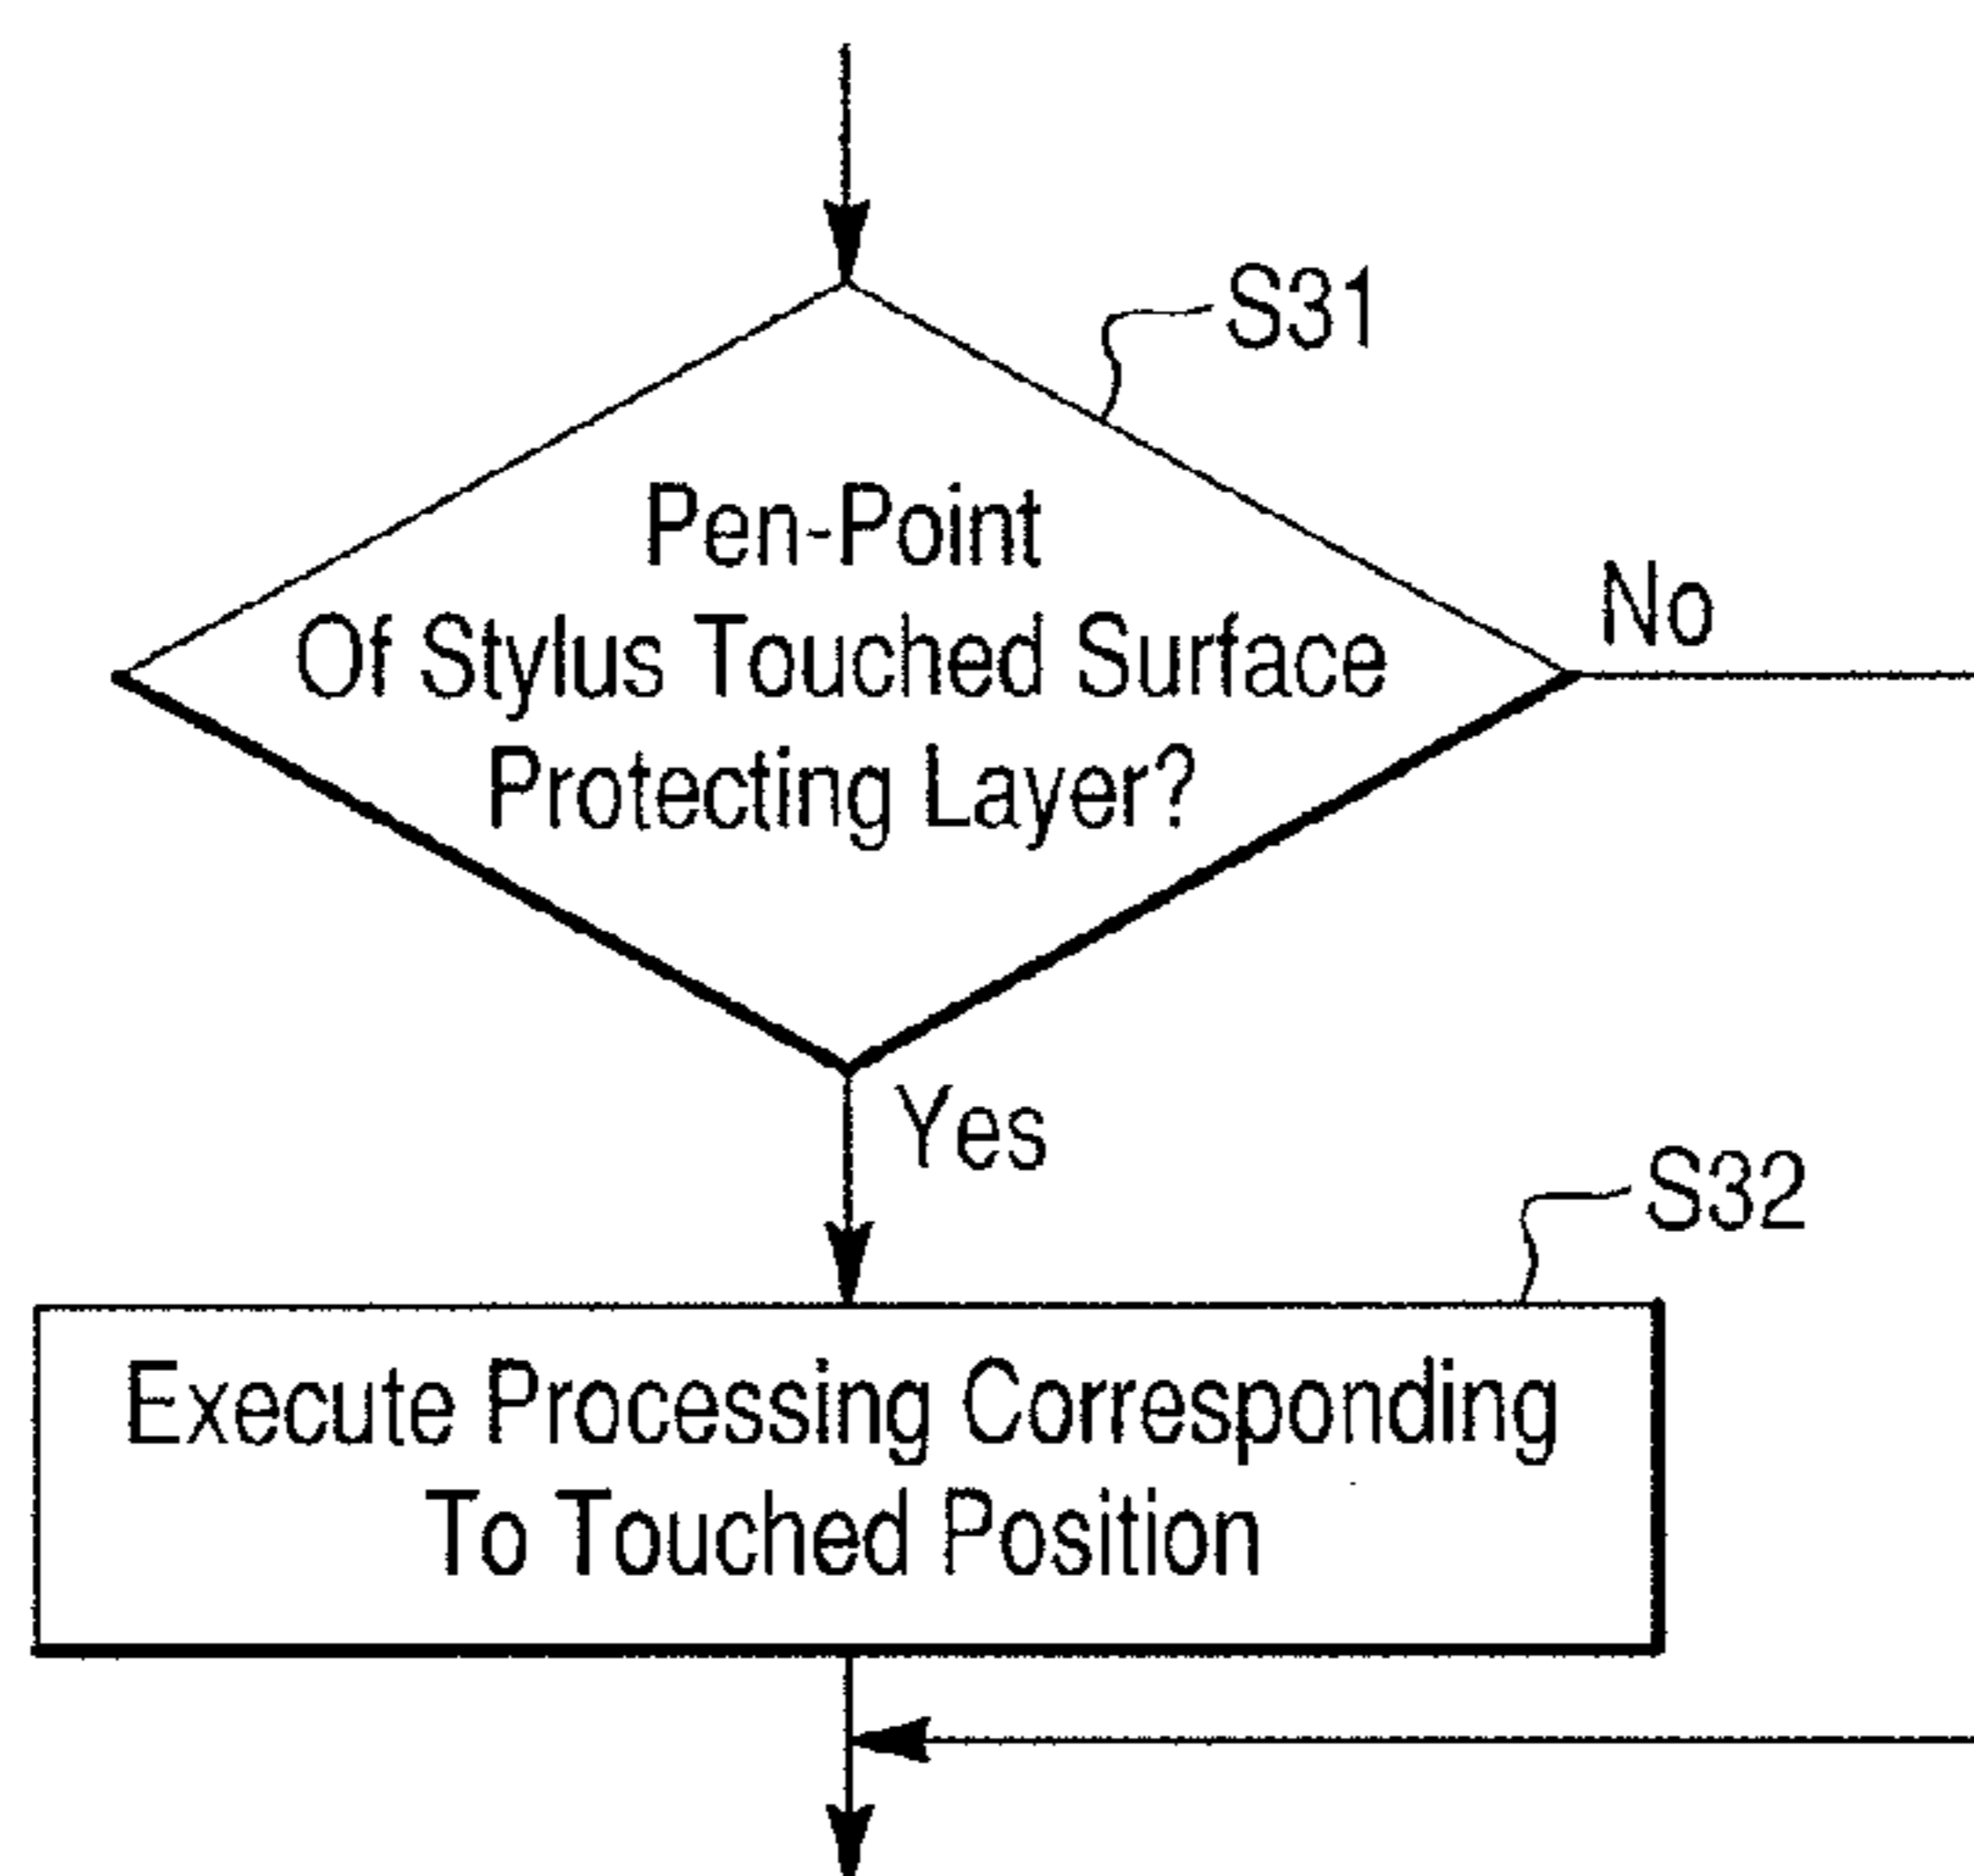 S31
Pen-Point
Of Stylus Touched Surface
Protecting Layer?
No
Yes
S32
Execute Processing Corresponding
To Touched Position